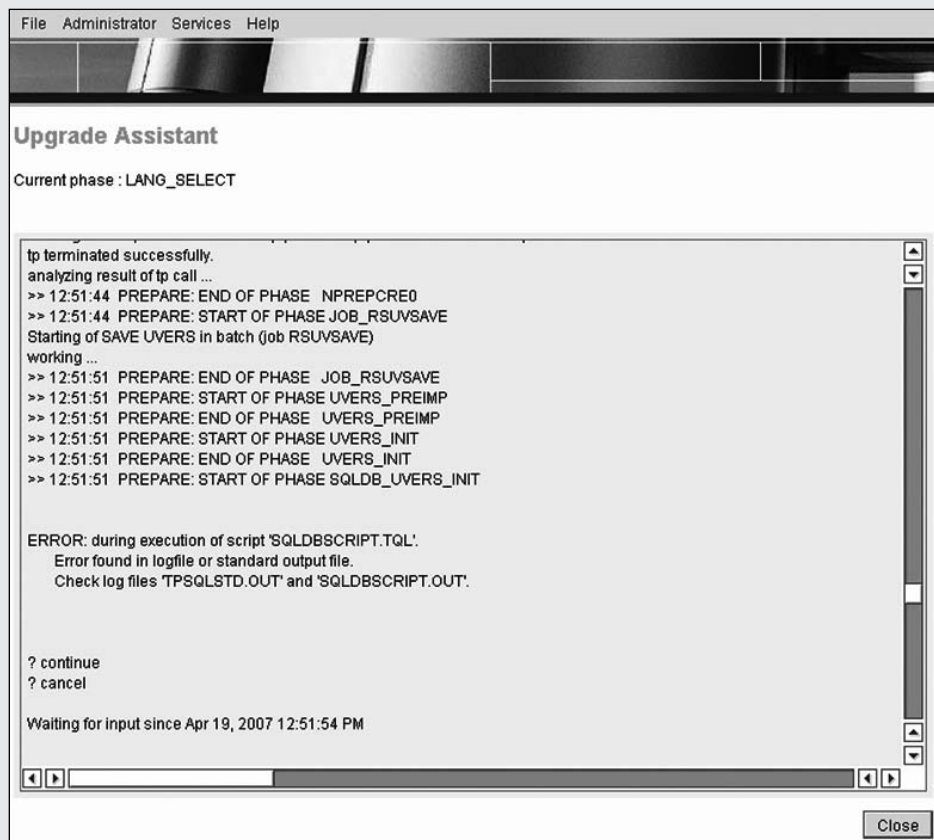 File Administrator Services Help
Upgrade Assistant
Current phase : LANG_SELECT
tp terminated successfully.
analyzing result of tp call ...
>> 12:51:44 PREPARE: END OF PHASE NPREPCRE0
>> 12:51:44 PREPARE: START OF PHASE JOB_RSUVSAVE
Starting of SAVE UVERS in batch (job RSUVSAVE)
working ...
>> 12:51:51 PREPARE: END OF PHASE JOB_RSUVSAVE
>> 12:51:51 PREPARE: START OF PHASE UVERS_PREIMP
>> 12:51:51 PREPARE: END OF PHASE UVERS_PREIMP
>> 12:51:51 PREPARE: START OF PHASE UVERS_INIT
>> 12:51:51 PREPARE: END OF PHASE UVERS_INIT
>> 12:51:51 PREPARE: START OF PHASE SQLDB_UVERS_INIT
ERROR: during execution of script 'SQLDBSCRIPT.TQL'.
Error found in logfile or standard output file.
Check log files 'TPSQLSTD.OUT' and 'SQLDBSCRIPT.OUT'.
? continue
? cancel
Waiting for input since Apr 19, 2007 12:51:54 PM
Close